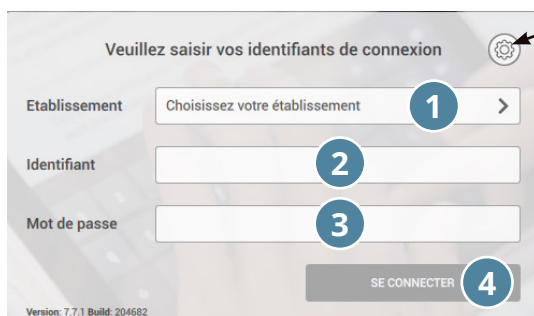 Veuillez saisir vos identifiants de connexion
Etablissement
Choisissez votre établissement
1
Identifiant
2
Mot de passe
3
SE CONNECTER
4
Version: 7.7.1 Build: 204682